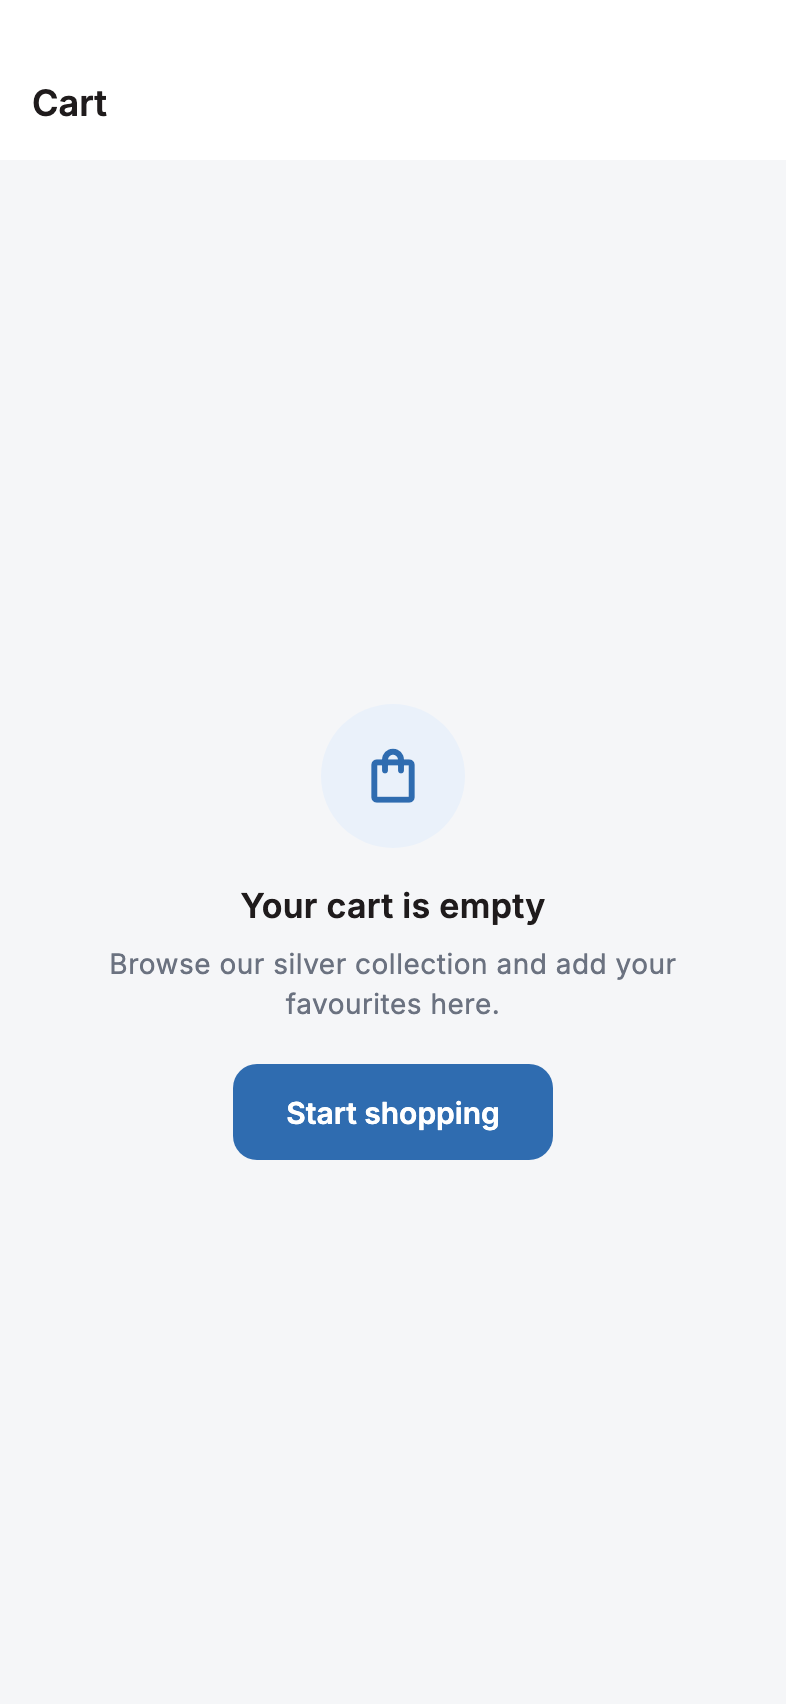 Cart
Your cart is empty
Browse our silver collection and add your
favourites here.
Start shopping